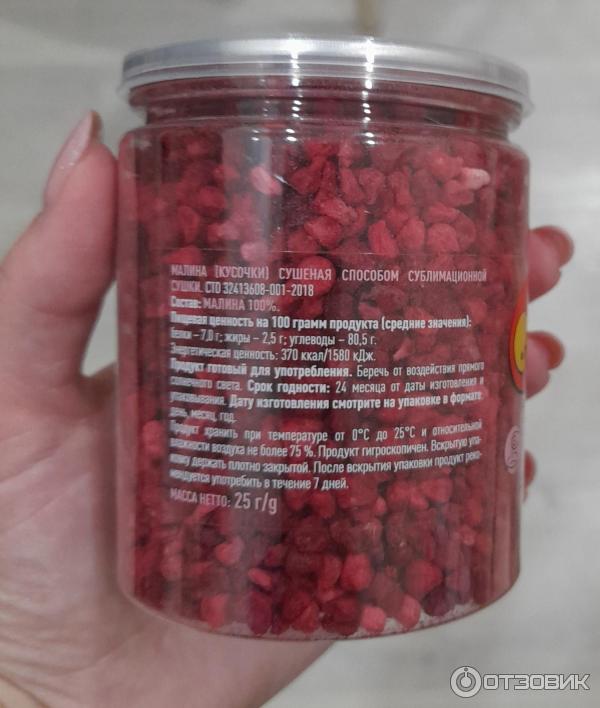 МАЛИНА (КУСОЧКИ) СУШЕНАЯ СПОСОБОМ СУБЛИМАЦИОННОЙ
СУШКИ. СТО 32413608-001-2018
Состав: МАЛИНА 100%.
Пищевая ценность на 100 грамм продукта (средние значения):
белки – 7,0 г; жиры – 2,5 г; углеводы – 80,5 г.
Энергетическая ценность: 370 ккал/1580 кДж.
Продукт готовый для употребления. Беречь от воздействия прямого
солнечного света. Срок годности: 24 месяца от даты изготовления и
упаковывания. Дату изготовления смотрите на упаковке в формате:
день, месяц, год.
Продукт хранить при температуре от 0°С до 25°С и относительной
влажности воздуха не более 75 %. Продукт гигроскопичен. Вскрытую упа-
ковку держать плотно закрытой. После вскрытия упаковки продукт реко-
мендуется употребить в течение 7 дней.
МАССА НЕТТО: 25 г/g
ОТЗОВИК